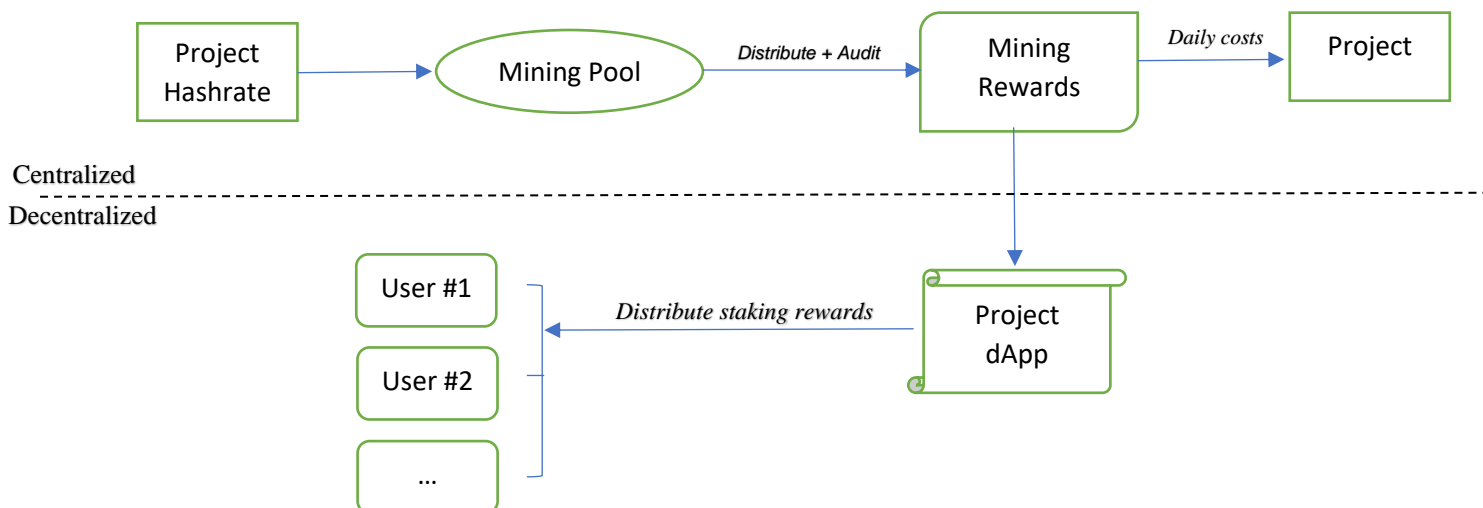 Project
Hashrate
Mining Pool
Distribute + Audit
Mining
Rewards
Daily costs
Project
Centralized
Decentralized
User #1
Distribute staking rewards
Project
dApp
User #2
...